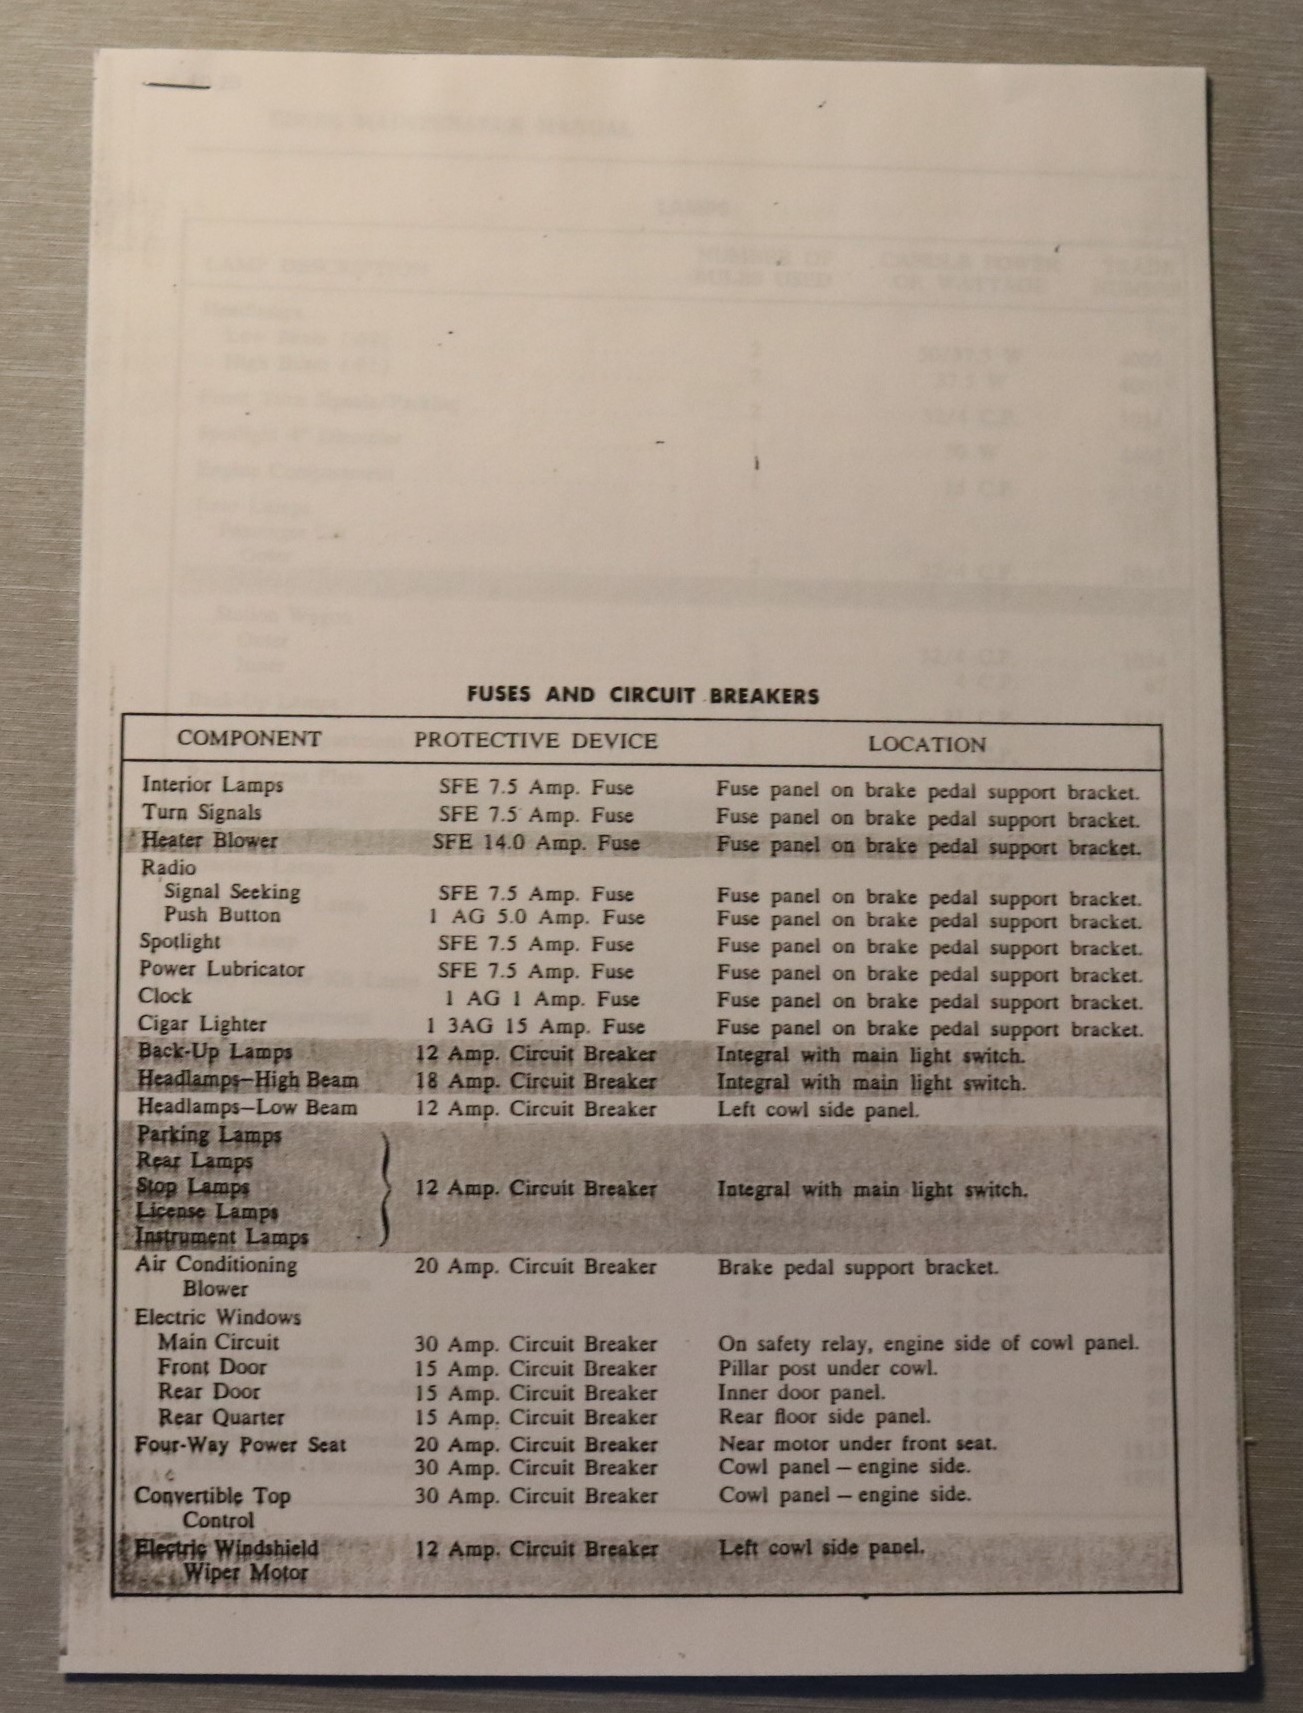 FUSES AND CIRCUIT BREAKERS
COMPONENT PROTECTIVE DEVICE LOCATION
Interior Lamps SFE 7.5 Amp. Fuse Fuse panel on brake pedal support bracket.
Turn Signals SFE 7.5 Amp. Fuse Fuse panel on brake pedal support bracket.
Heater Blower SFE 14.0 Amp. Fuse Fuse panel on brake pedal support bracket.
Radio
Signal Seeking SFE 7.5 Amp. Fuse Fuse panel on brake pedal support bracket.
Push Button 1 AG 5.0 Amp. Fuse Fuse panel on brake pedal support bracket.
Spotlight SFE 7.5 Amp. Fuse Fuse panel on brake pedal support bracket.
Power Lubricator SFE 7.5 Amp. Fuse Fuse panel on brake pedal support bracket.
Clock 1 AG 1 Amp. Fuse Fuse panel on brake pedal support bracket.
Cigar Lighter 1 3AG 15 Amp. Fuse Fuse panel on brake pedal support bracket.
Back-Up Lamps 12 Amp. Circuit Breaker Integral with main light switch.
Headlamps—High Beam 18 Amp. Circuit Breaker Integral with main light switch.
Headlamps—Low Beam 12 Amp. Circuit Breaker Left cowl side panel.
Parking Lamps
Rear Lamps
Stop Lamps 12 Amp. Circuit Breaker Integral with main light switch.
License Lamps
Instrument Lamps
Air Conditioning 20 Amp. Circuit Breaker Brake pedal support bracket.
Blower
Electric Windows
Main Circuit 30 Amp. Circuit Breaker On safety relay, engine side of cowl panel.
Front Door 15 Amp. Circuit Breaker Pillar post under cowl.
Rear Door 15 Amp. Circuit Breaker Inner door panel.
Rear Quarter 15 Amp. Circuit Breaker Rear floor side panel.
Four-Way Power Seat 20 Amp. Circuit Breaker Near motor under front seat.
30 Amp. Circuit Breaker Cowl panel — engine side.
Convertible Top 30 Amp. Circuit Breaker Cowl panel — engine side.
Control
Electric Windshield 12 Amp. Circuit Breaker Left cowl side panel.
Wiper Motor